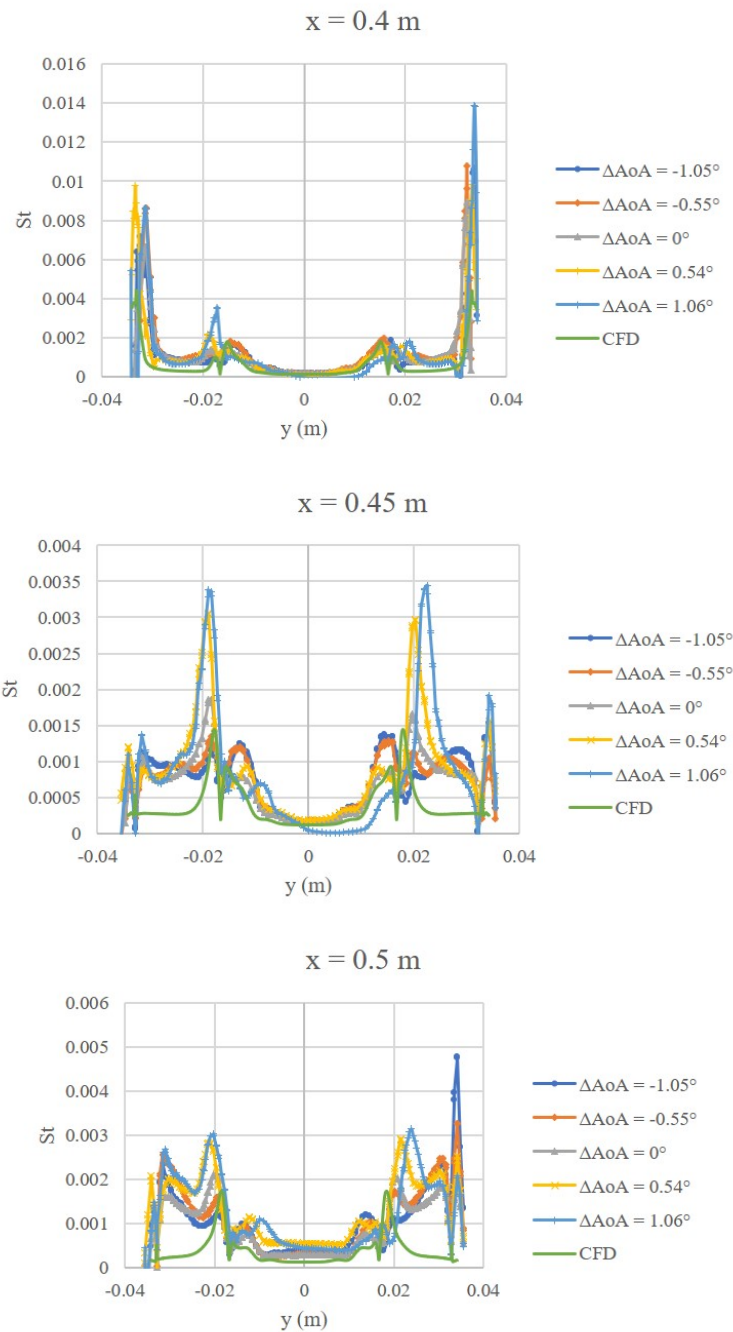 x = 0.4 m
0.016
0.014
0.012
0.01
0.008
0.006
0.004
0.002
0
St
-0.04
-0.02
0
0.02
0.04
y (m)
ΔAoA = -1.05°
ΔAoA = -0.55°
ΔAoA = 0°
ΔAoA = 0.54°
ΔAoA = 1.06°
CFD
x = 0.45 m
0.004
0.0035
0.003
0.0025
0.002
0.0015
0.001
0.0005
0
St
-0.04
-0.02
0
0.02
0.04
y (m)
ΔAoA = -1.05°
ΔAoA = -0.55°
ΔAoA = 0°
ΔAoA = 0.54°
ΔAoA = 1.06°
CFD
x = 0.5 m
0.006
0.005
0.004
0.003
0.002
0.001
0
St
-0.04
-0.02
0
0.02
0.04
y (m)
ΔAoA = -1.05°
ΔAoA = -0.55°
ΔAoA = 0°
ΔAoA = 0.54°
ΔAoA = 1.06°
CFD